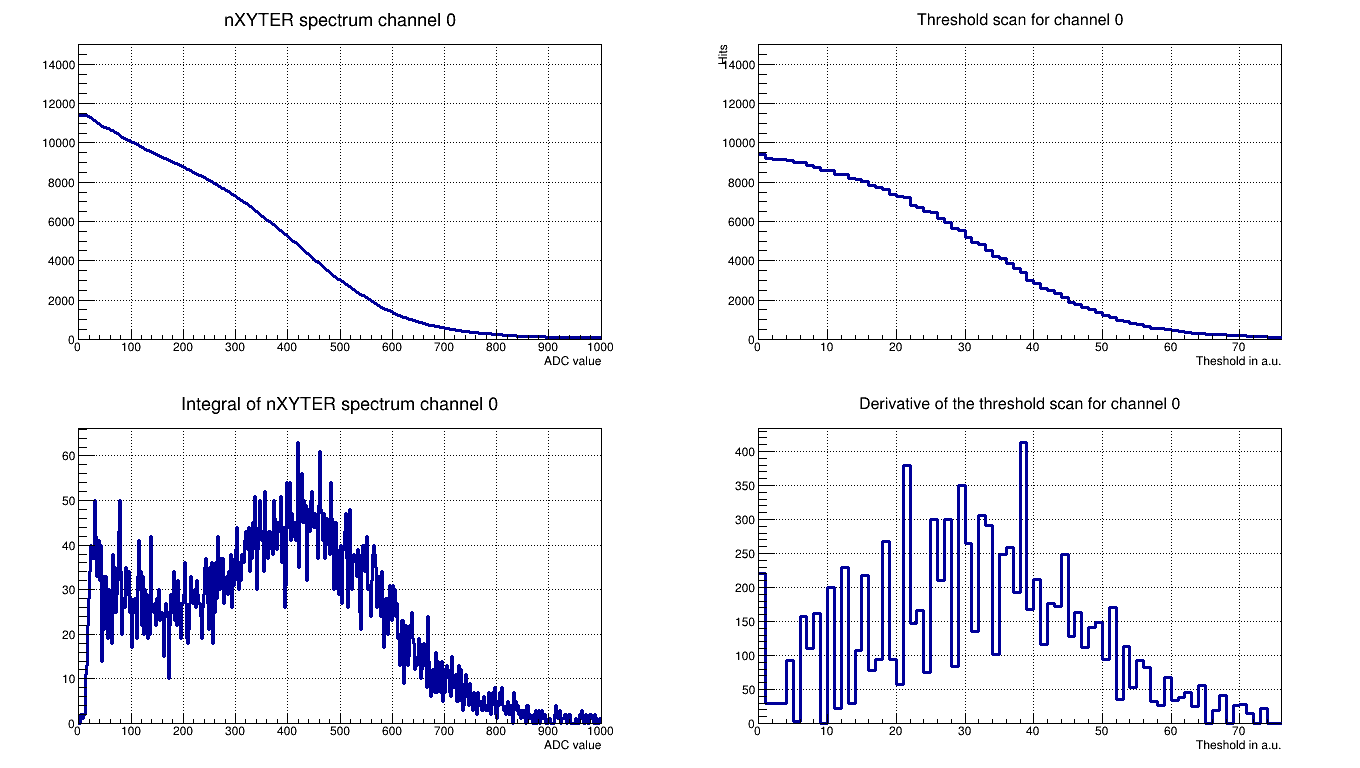 nXYTER spectrum channel 0
14000
12000
10000
8000
6000
4000
2000
0
0 100 200 300 400 500 600 700 800 900 1000
ADC value
Threshold scan for channel 0
Hits
14000
12000
10000
8000
6000
4000
2000
0
0 10 20 30 40 50 60 70
Theshold in a.u.
Integral of nXYTER spectrum channel 0
60
50
40
30
20
10
0
0 100 200 300 400 500 600 700 800 900 1000
ADC value
Derivative of the threshold scan for channel 0
400
350
300
250
200
150
100
50
0
0 10 20 30 40 50 60 70
Theshold in a.u.